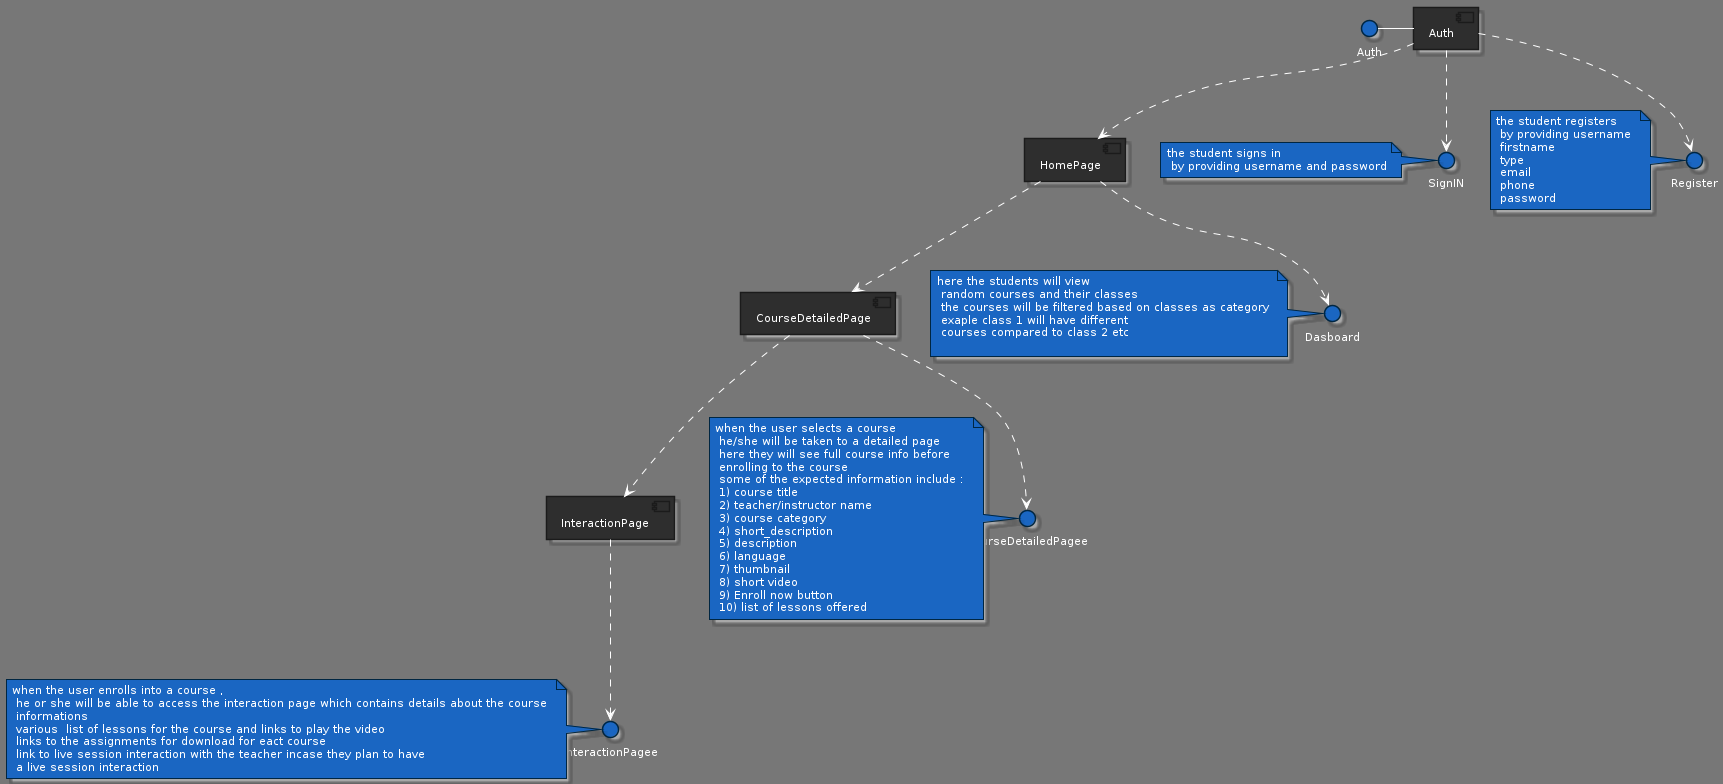 Auth
Auth
HomePage
the student signs in
by providing username and password
SignIN
the student registers
by providing username
firstname
type
email
phone
password
Register
CourseDetailedPage
here the students will view
random courses and their classes
the courses will be filtered based on classes as category
exaple class 1 will have different
courses compared to class 2 etc
Dasboard
InteractionPage
when the user selects a course
he/she will be taken to a detailed page
here they will see full course info before
enrolling to the course
some of the expected information include :
1) course title
2) teacher/instructor name
3) course category
4) short_description
5) description
6) language
7) thumbnail
8) short video
9) Enroll now button
10) list of lessons offered
rseDetailedPagee
when the user enrolls into a course ,
he or she will be able to access the interaction page which contains details about the course
informations
various  list of lessons for the course and links to play the video
links to the assignments for download for eact course
link to live session interaction with the teacher incase they plan to have
a live session interaction
nteractionPagee